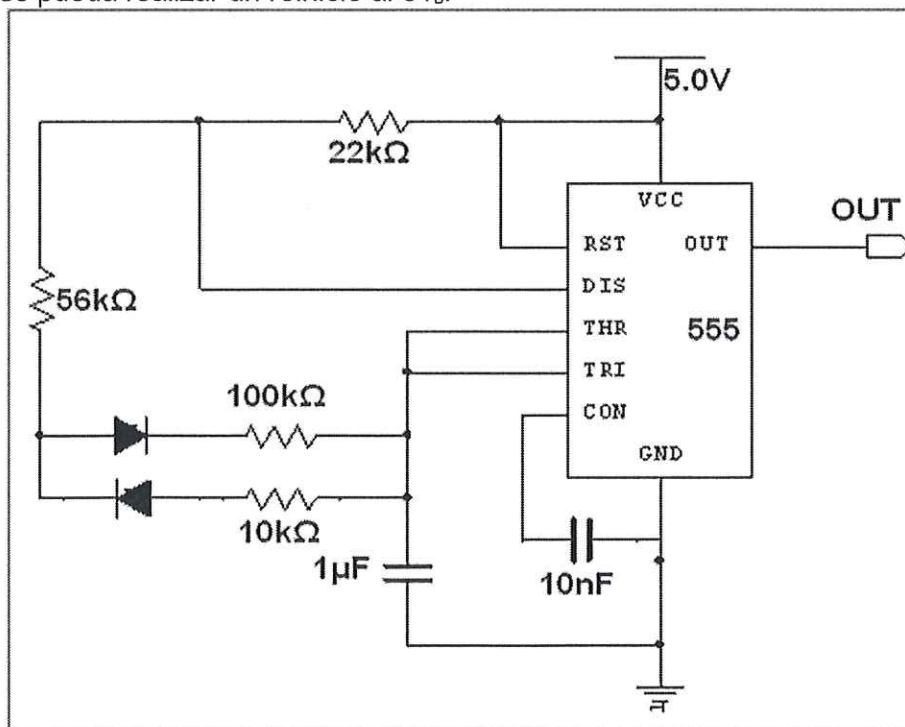 5.0V
22kΩ
VCC
OUT
RST OUT
DIS
56kΩ
THR 555
TRI
100kΩ
CON
GND
10kΩ
1µF
10nF